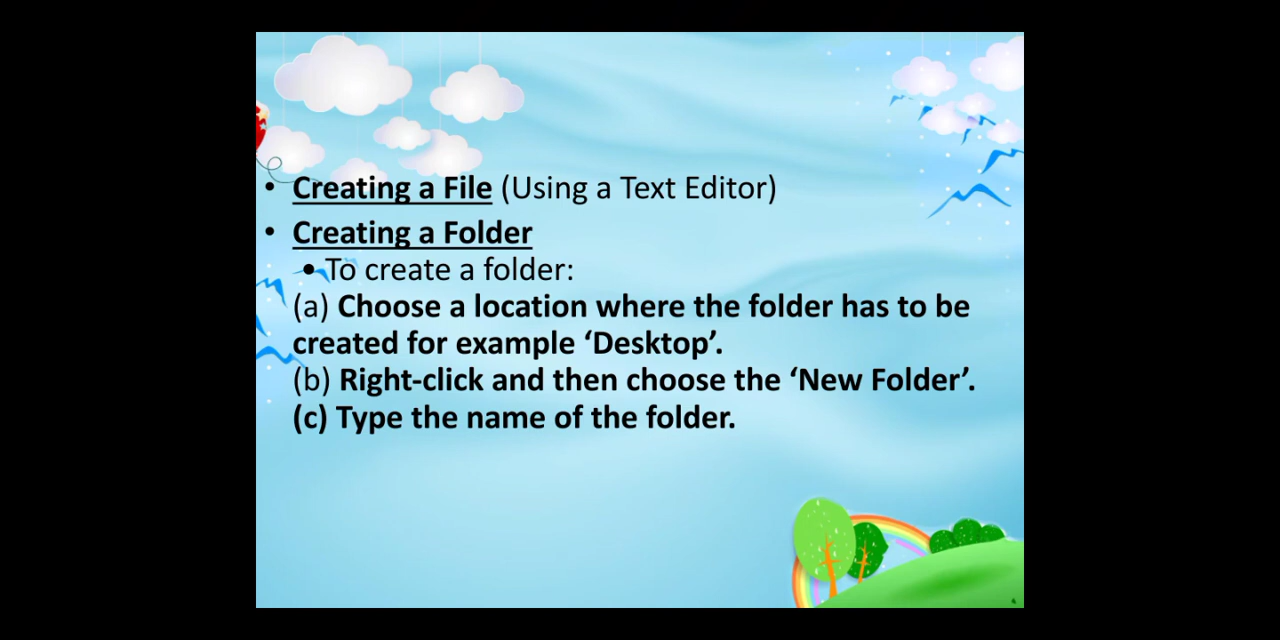 • Creating a File (Using a Text Editor)
• Creating a Folder
• To create a folder:
(a) Choose a location where the folder has to be
created for example ‘Desktop’.
(b) Right-click and then choose the ‘New Folder’.
(c) Type the name of the folder.